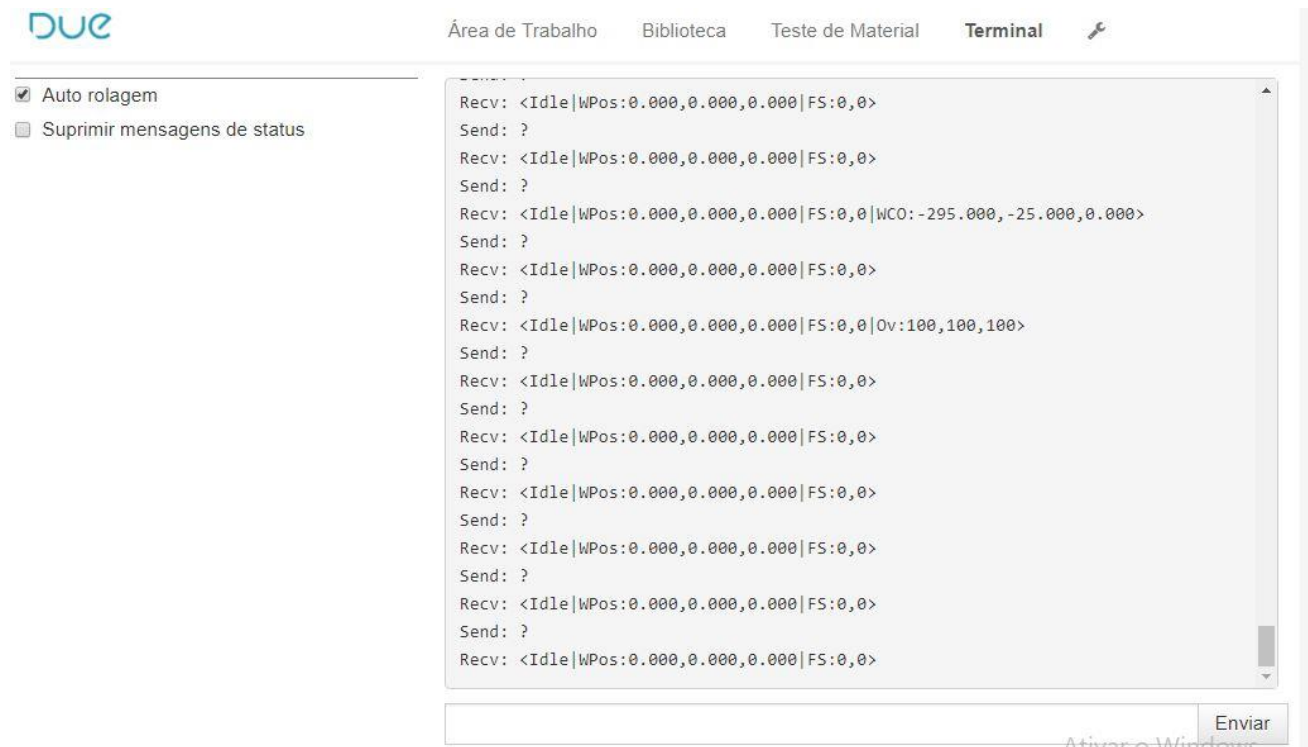 Due
Área de Trabalho Biblioteca Teste de Material Terminal
Auto rolagem
Suprimir mensagens de status
Recv: <Idle|WPos:0.000,0.000,0.000|FS:0,0>
Send: ?
Recv: <Idle|WPos:0.000,0.000,0.000|FS:0,0>
Send: ?
Recv: <Idle|WPos:0.000,0.000,0.000|FS:0,0|WCO:-295.000,-25.000,0.000>
Send: ?
Recv: <Idle|WPos:0.000,0.000,0.000|FS:0,0>
Send: ?
Recv: <Idle|WPos:0.000,0.000,0.000|FS:0,0|Ov:100,100,100>
Send: ?
Recv: <Idle|WPos:0.000,0.000,0.000|FS:0,0>
Send: ?
Recv: <Idle|WPos:0.000,0.000,0.000|FS:0,0>
Send: ?
Recv: <Idle|WPos:0.000,0.000,0.000|FS:0,0>
Send: ?
Recv: <Idle|WPos:0.000,0.000,0.000|FS:0,0>
Send: ?
Recv: <Idle|WPos:0.000,0.000,0.000|FS:0,0>
Send: ?
Recv: <Idle|WPos:0.000,0.000,0.000|FS:0,0>
Enviar